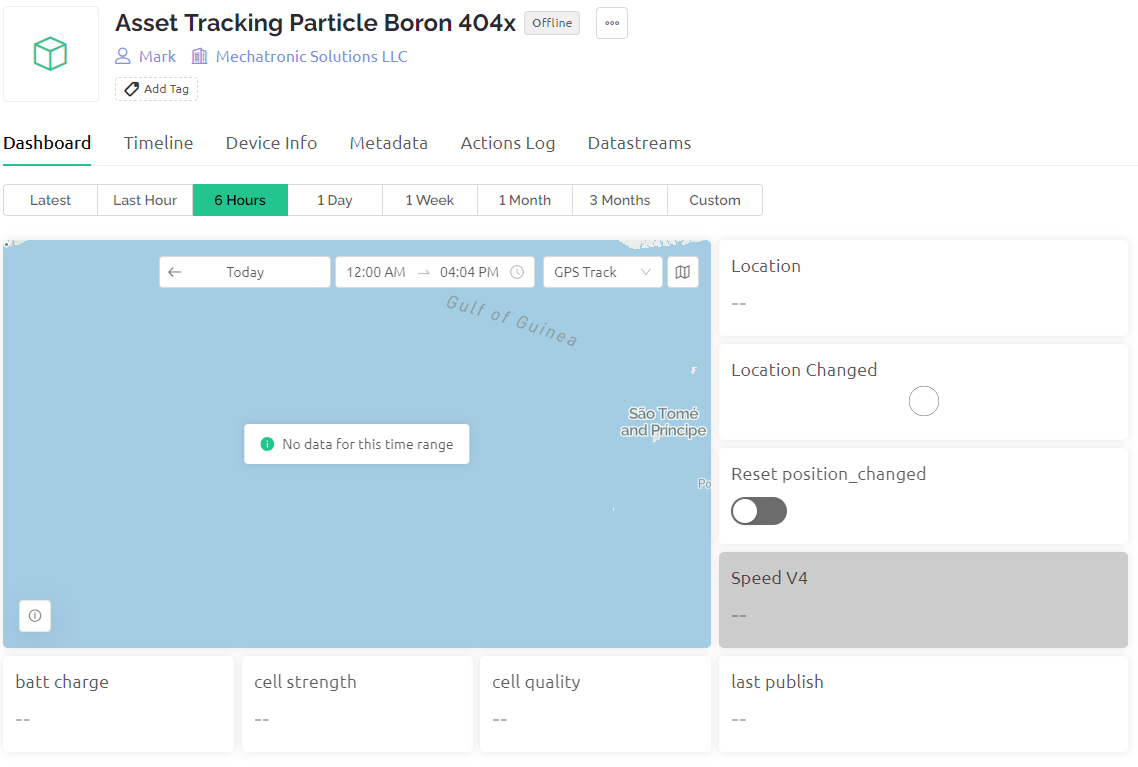 Asset Tracking Particle Boron 404x Offline
Mark Mechatronic Solutions LLC
Add Tag
Dashboard Timeline Device Info Metadata Actions Log Datastreams
Latest Last Hour 6 Hours 1 Day 1 Week 1 Month 3 Months Custom
Today 12:00 AM → 04:04 PM GPS Track
Gulf of Guinea
São Tomé
and Príncipe
Po
No data for this time range
Location
--
Location Changed
Reset position_changed
Speed V4
--
batt charge
--
cell strength
--
cell quality
--
last publish
--